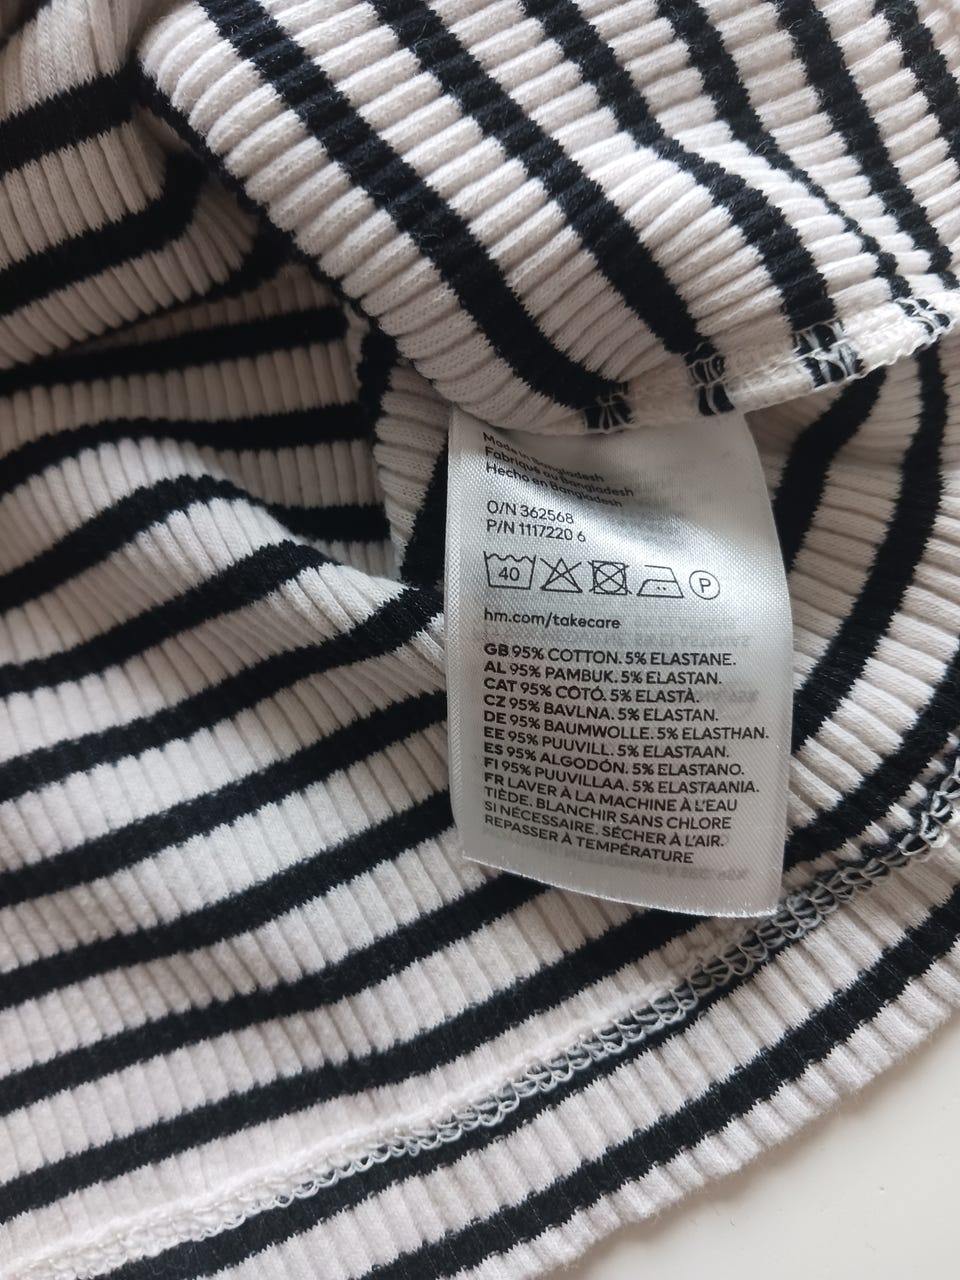 Made in Bangladesh
Fabriqué au Bangladesh
Hecho en Bangladesh
O/N 362568
P/N 1117220 6
40 P
hm.com/takecare
GB 95% COTTON. 5% ELASTANE.
AL 95% PAMBUK. 5% ELASTAN.
CAT 95% COTÓ. 5% ELASTÀ.
CZ 95% BAVLNA. 5% ELASTAN.
DE 95% BAUMWOLLE. 5% ELASTHAN.
EE 95% PUUVILL. 5% ELASTAAN.
ES 95% ALGODÓN. 5% ELASTANO.
FI 95% PUUVILLAA. 5% ELASTAANIA.
FR LAVER À LA MACHINE À L'EAU
TIÈDE. BLANCHIR SANS CHLORE
SI NÉCESSAIRE. SÉCHER À L'AIR.
REPASSER À TEMPÉRATURE